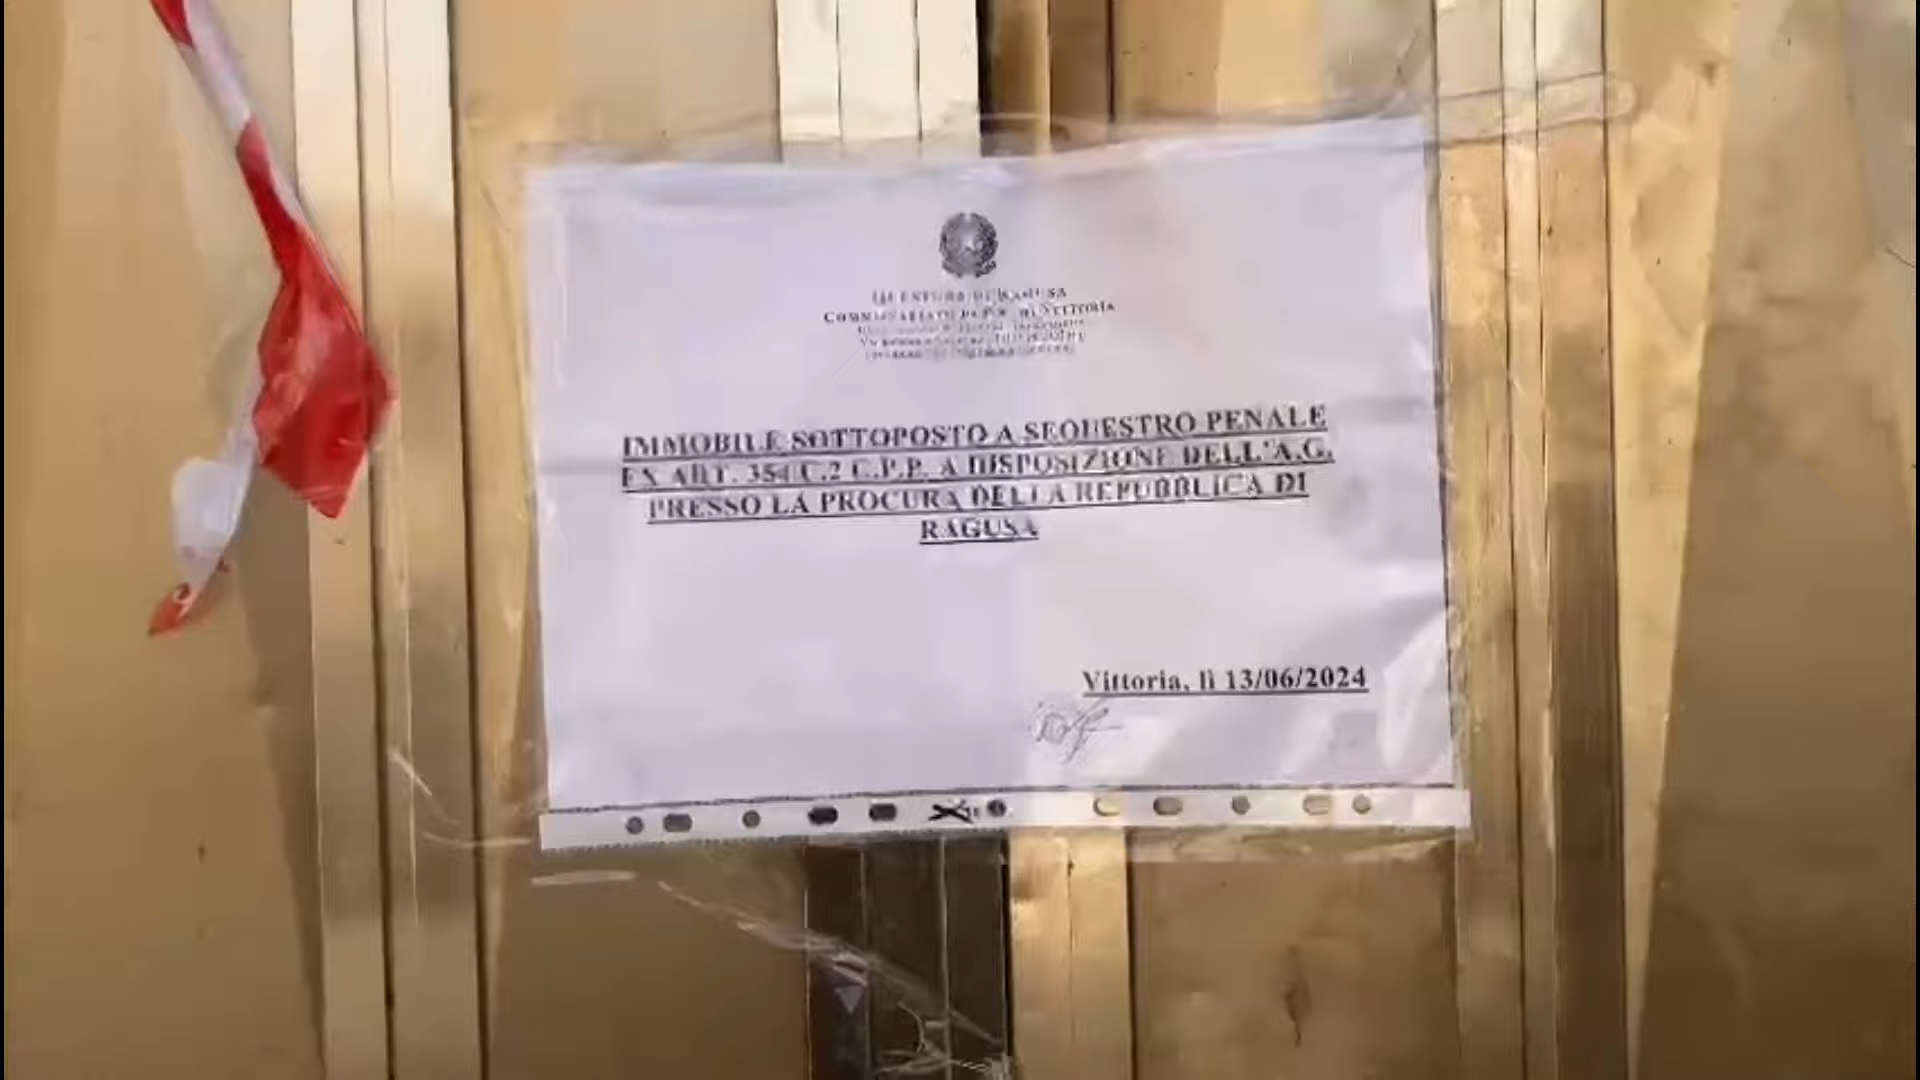 QUESTURA DI RAGUSA
COMMISSARIATO DI P.S. DI VITTORIA
IMMOBILE SOTTOPOSTO A SEQUESTRO PENALE
EX ART. 354 C.2 C.P.P. A DISPOSIZIONE DELL'A.G.
PRESSO LA PROCURA DELLA REPUBBLICA DI
RAGUSA
Vittoria, lì 13/06/2024